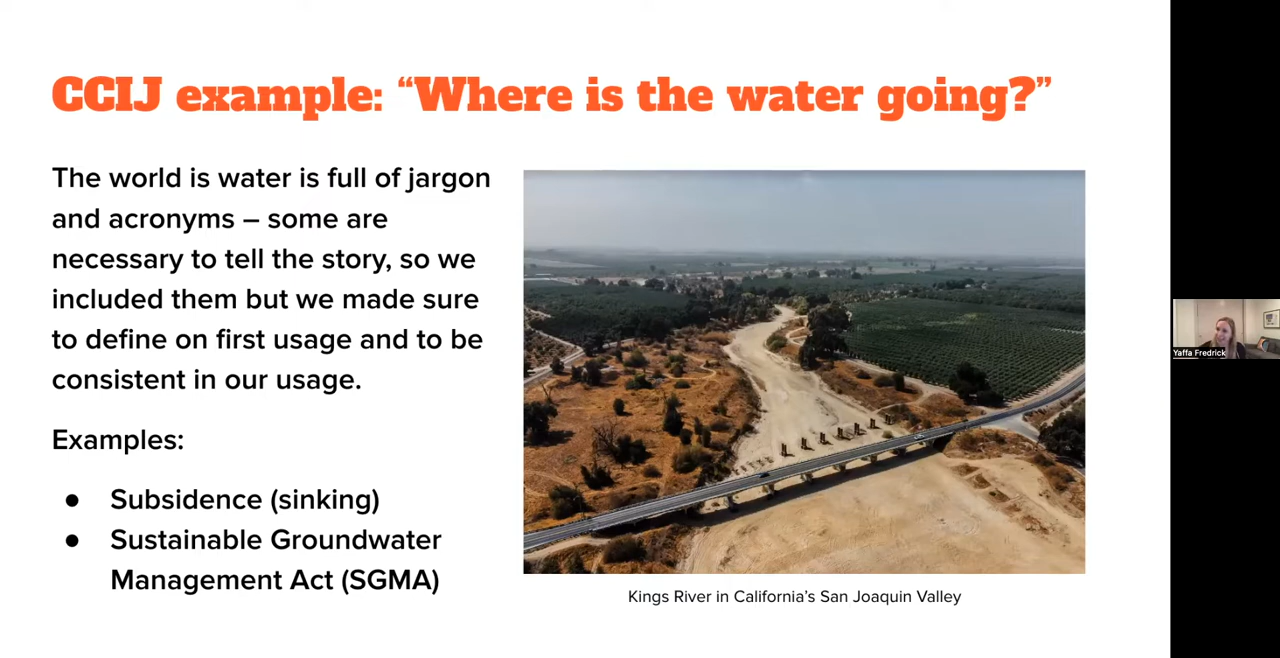 CCIJ example: “Where is the water going?”
The world is water is full of jargon
and acronyms – some are
necessary to tell the story, so we
included them but we made sure
to define on first usage and to be
consistent in our usage.
Examples:
● Subsidence (sinking)
● Sustainable Groundwater
Management Act (SGMA)
Kings River in California’s San Joaquin Valley
Yaffa Fredrick